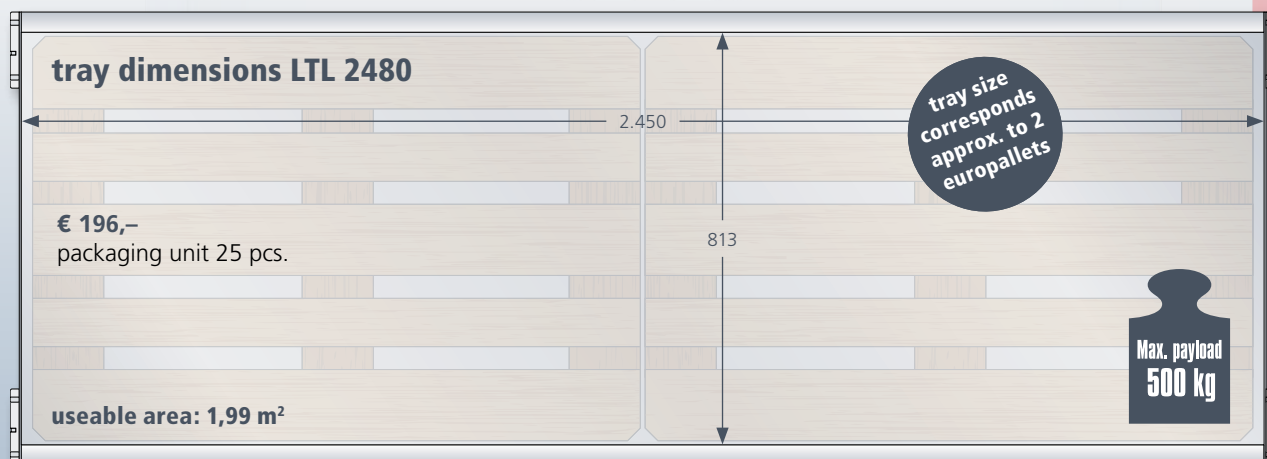 tray dimensions LTL 2480
tray size
corresponds
approx. to 2
europallets
2.450
€ 196,–
packaging unit 25 pcs.
813
Max. payload
500 kg
useable area: 1,99 m²